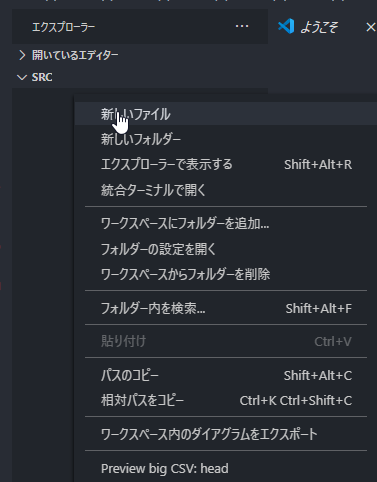 エクスプローラー ···
ようこそ
開いているエディター
SRC
新しいファイル
新しいフォルダー
エクスプローラーで表示する Shift+Alt+R
統合ターミナルで開く
ワークスペースにフォルダーを追加...
フォルダーの設定を開く
ワークスペースからフォルダーを削除
フォルダー内を検索... Shift+Alt+F
貼り付け Ctrl+V
パスのコピー Shift+Alt+C
相対パスをコピー Ctrl+K Ctrl+Shift+C
ワークスペース内のダイアグラムをエクスポート
Preview big CSV: head